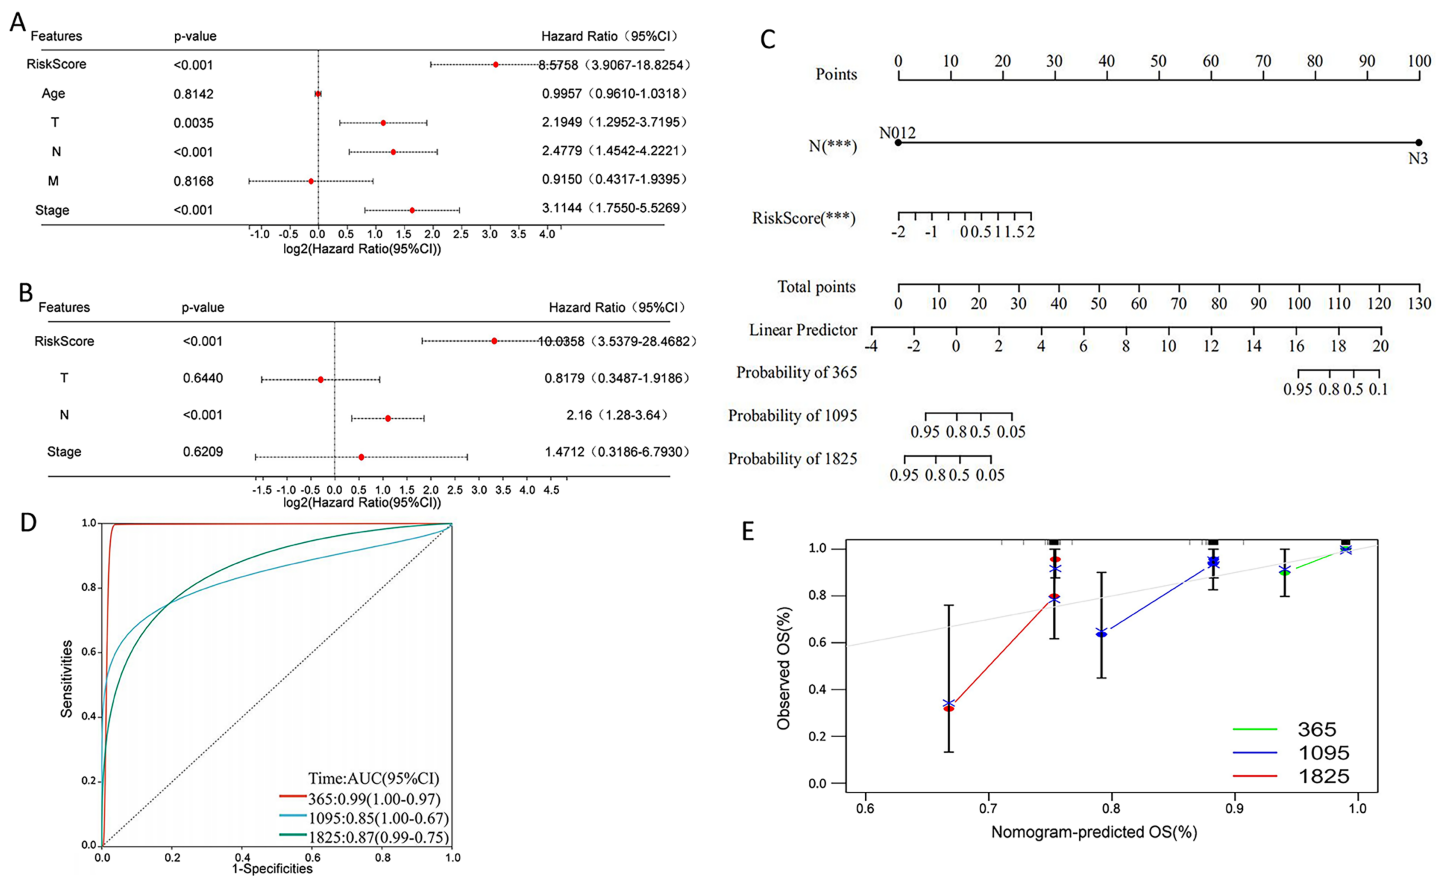 A
Features p-value Hazard Ratio（95%CI）
RiskScore <0.001 8.5758（3.9067-18.8254）
Age 0.8142 0.9957（0.9610-1.0318）
T 0.0035 2.1949（1.2952-3.7195）
N <0.001 2.4779（1.4542-4.2221）
M 0.8168 0.9150（0.4317-1.9395）
Stage <0.001 3.1144（1.7550-5.5269）
-1.0 -0.5 0.0 0.5 1.0 1.5 2.0 2.5 3.0 3.5 4.0
log2(Hazard Ratio(95%CI))
B
Features p-value Hazard Ratio（95%CI）
RiskScore <0.001 10.0358（3.5379-28.4682）
T 0.6440 0.8179（0.3487-1.9186）
N <0.001 2.16（1.28-3.64）
Stage 0.6209 1.4712（0.3186-6.7930）
-1.5 -1.0 -0.5 0.0 0.5 1.0 1.5 2.0 2.5 3.0 3.5 4.0 4.5
log2(Hazard Ratio(95%CI))
C
0 10 20 30 40 50 60 70 80 90 100
Points
N012
N(***)
N3
RiskScore(***)
-2 -1 0 0.5 1 1.5 2
Total points
0 10 20 30 40 50 60 70 80 90 100 110 120 130
Linear Predictor
-4 -2 0 2 4 6 8 10 12 14 16 18 20
Probability of 365
0.95 0.8 0.5 0.1
Probability of 1095
0.95 0.8 0.5 0.05
Probability of 1825
0.95 0.8 0.5 0.05
D
1.0
0.8
0.6
0.4
0.2
0.0
Sensitivities
Time:AUC(95%CI)
365:0.99(1.00-0.97)
1095:0.85(1.00-0.67)
1825:0.87(0.99-0.75)
0.0 0.2 0.4 0.6 0.8 1.0
1-Specificities
E
1.0
0.8
0.6
0.4
0.2
0.0
Observed OS(%)
365
1095
1825
0.6 0.7 0.8 0.9 1.0
Nomogram-predicted OS(%)